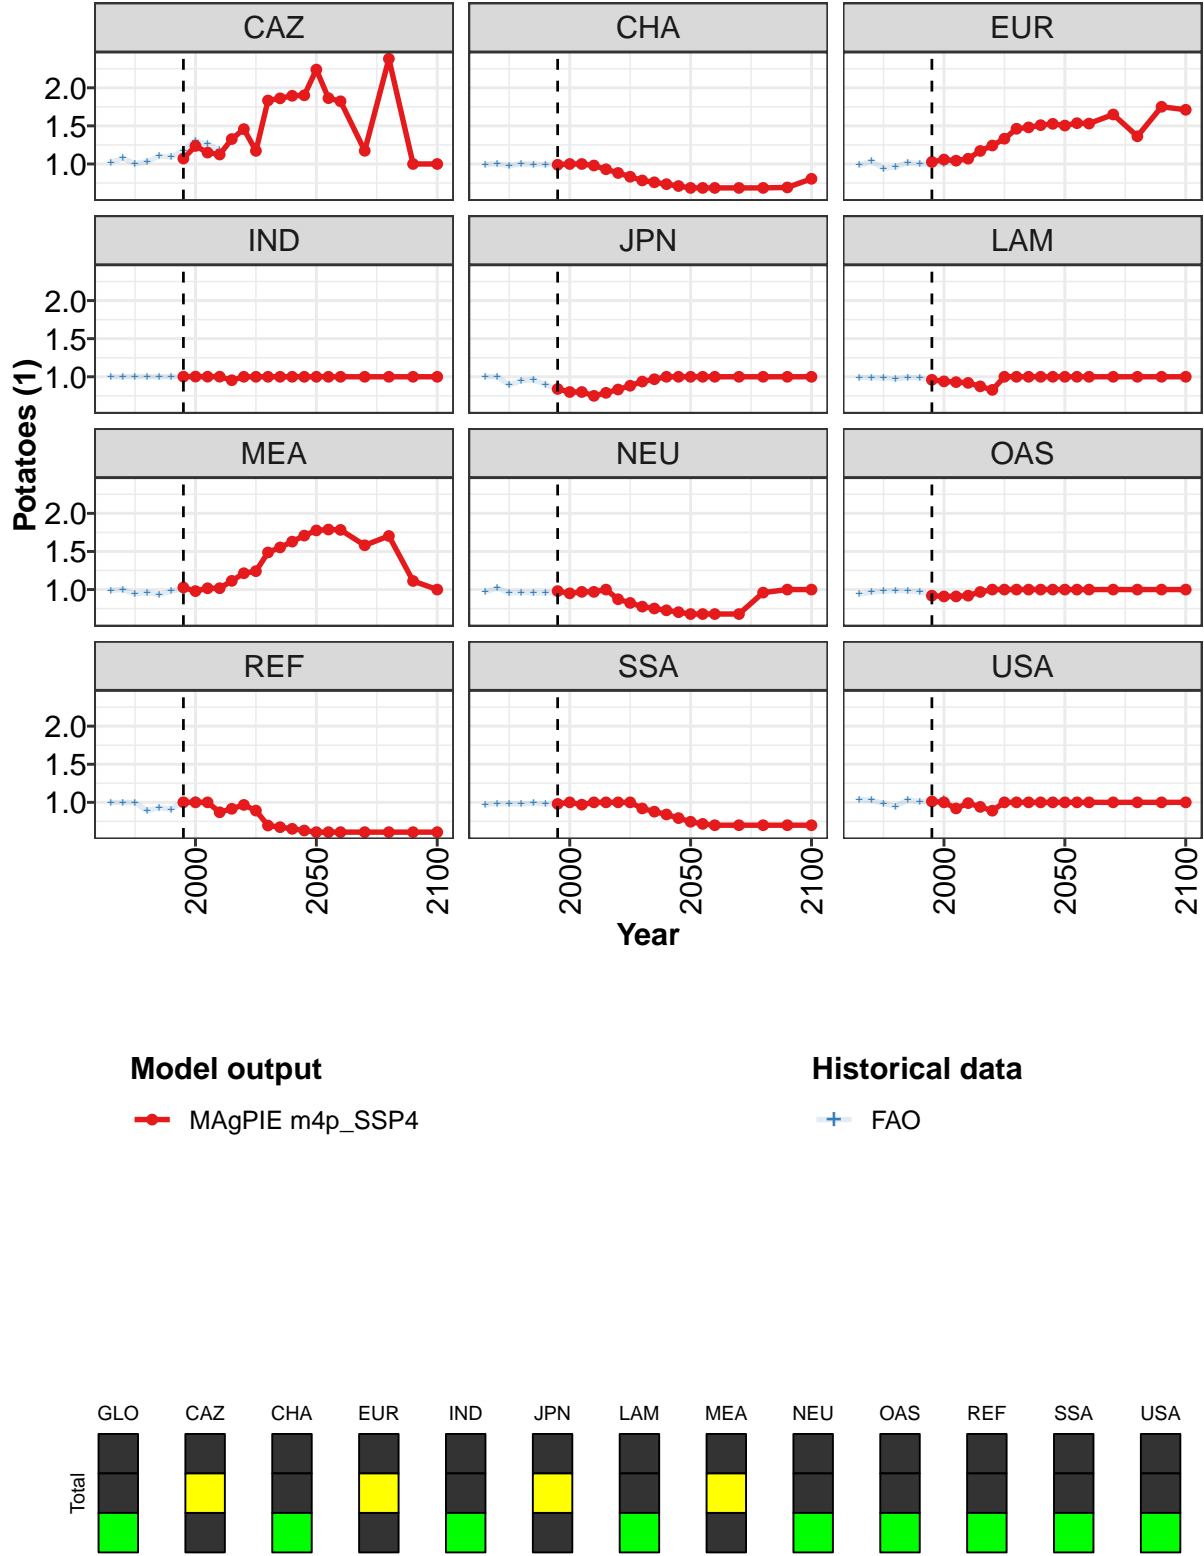 CAZ CHA EUR
2.0
1.5
1.0
IND JPN LAM
2.0
1.5
1.0
MEA NEU OAS
2.0
1.5
1.0
REF SSA USA
2.0
1.5
1.0
Potatoes (1)
2000 2050 2100 2000 2050 2100 2000 2050 2100
Year
Model output Historical data
MAgPIE m4p_SSP4 FAO
GLO CAZ CHA EUR IND JPN LAM MEA NEU OAS REF SSA USA
Total